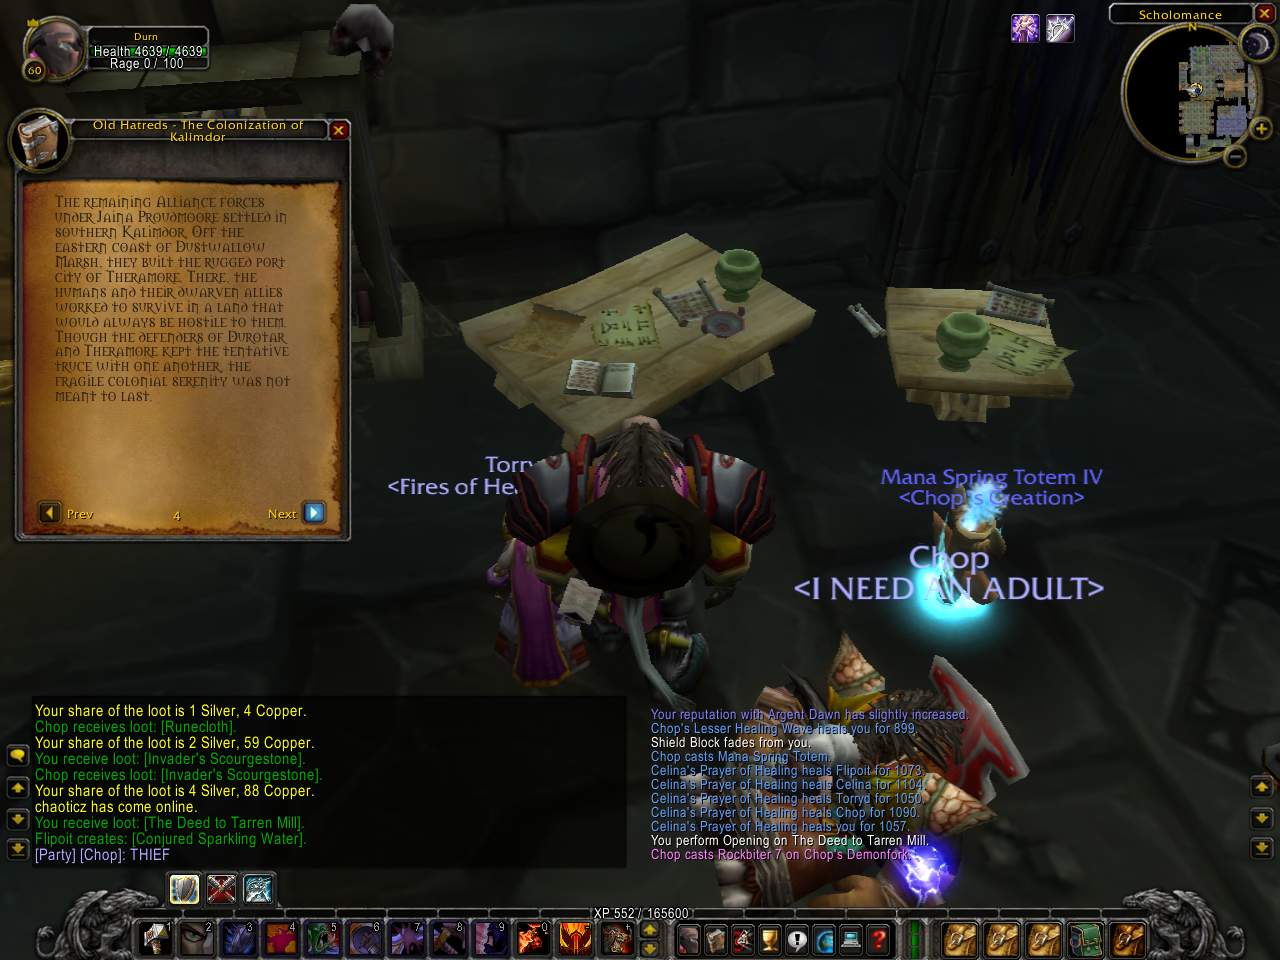 Durn
Health 4639 / 4639
Rage 0 / 100
60
Scholomance
N
Old Hatreds - The Colonization of
Kalimdor
The remaining Alliance forces
under Jaina Proudmoore settled in
southern Kalimdor. Off the
eastern coast of Dustwallow
Marsh, they built the rugged port
city of Theramore. There, the
humans and their dwarven allies
worked to survive in a land that
would always be hostile to them.
Though the defenders of Durotar
and Theramore kept the tentative
truce with one another, the
fragile colonial serenity was not
meant to last.
Prev
4
Next
Torry
<Fires of He
Mana Spring Totem IV
<Chop's Creation>
Chop
<I NEED AN ADULT>
Your share of the loot is 1 Silver, 4 Copper.
Chop receives loot: [Runecloth].
Your share of the loot is 2 Silver, 59 Copper.
You receive loot: [Invader's Scourgestone].
Chop receives loot: [Invader's Scourgestone].
Your share of the loot is 4 Silver, 88 Copper.
chaoticz has come online.
You receive loot: [The Deed to Tarren Mill].
Flipoit creates: [Conjured Sparkling Water].
[Party] [Chop]: THIEF
Your reputation with Argent Dawn has slightly increased.
Chop's Lesser Healing Wave heals you for 899.
Shield Block fades from you.
Chop casts Mana Spring Totem.
Celina's Prayer of Healing heals Flipoit for 1073.
Celina's Prayer of Healing heals Celina for 1104.
Celina's Prayer of Healing heals Torryd for 1050.
Celina's Prayer of Healing heals Chop for 1090.
Celina's Prayer of Healing heals you for 1057.
You perform Opening on The Deed to Tarren Mill.
Chop casts Rockbiter 7 on Chop's Demonfork.
XP 552 / 165600
1 2 3 4 5 6 7 8 9 0 - =